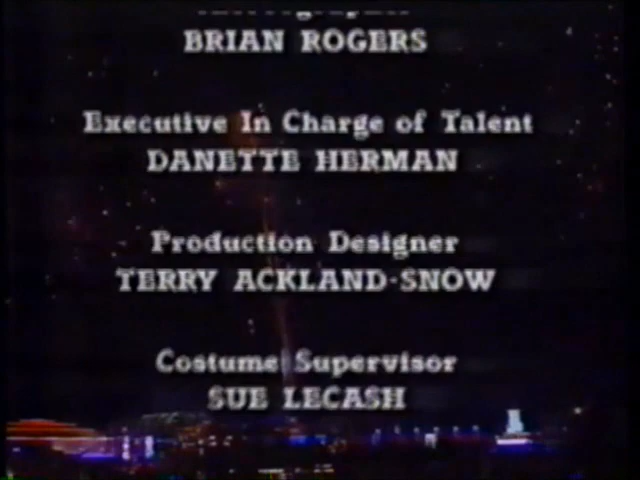 BRIAN ROGERS
Executive In Charge of Talent
DANETTE HERMAN
Production Designer
TERRY ACKLAND-SNOW
Costume Supervisor
SUE LECASH